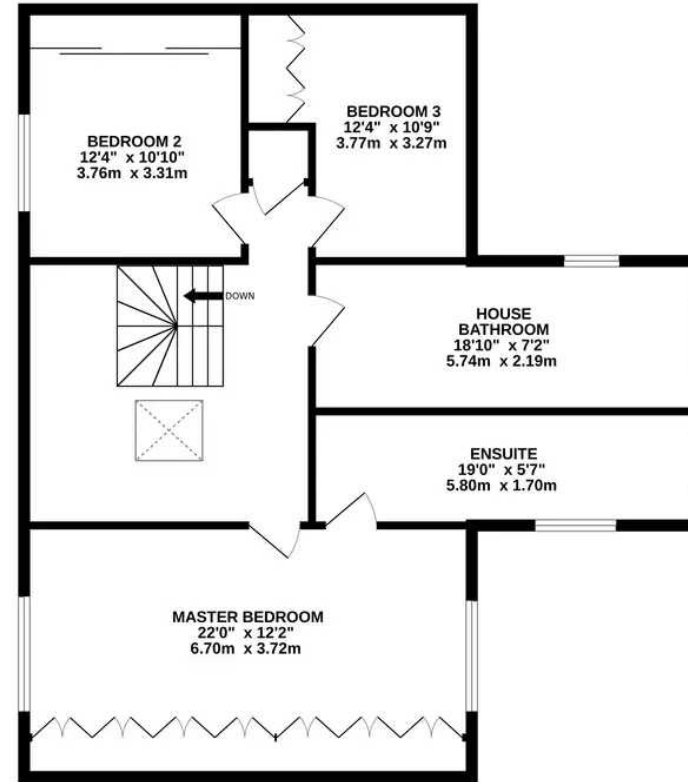 BEDROOM 2
12'4" x 10'10"
3.76m x 3.31m
BEDROOM 3
12'4" x 10'9"
3.77m x 3.27m
DOWN
HOUSE
BATHROOM
18'10" x 7'2"
5.74m x 2.19m
ENSUITE
19'0" x 5'7"
5.80m x 1.70m
MASTER BEDROOM
22'0" x 12'2"
6.70m x 3.72m